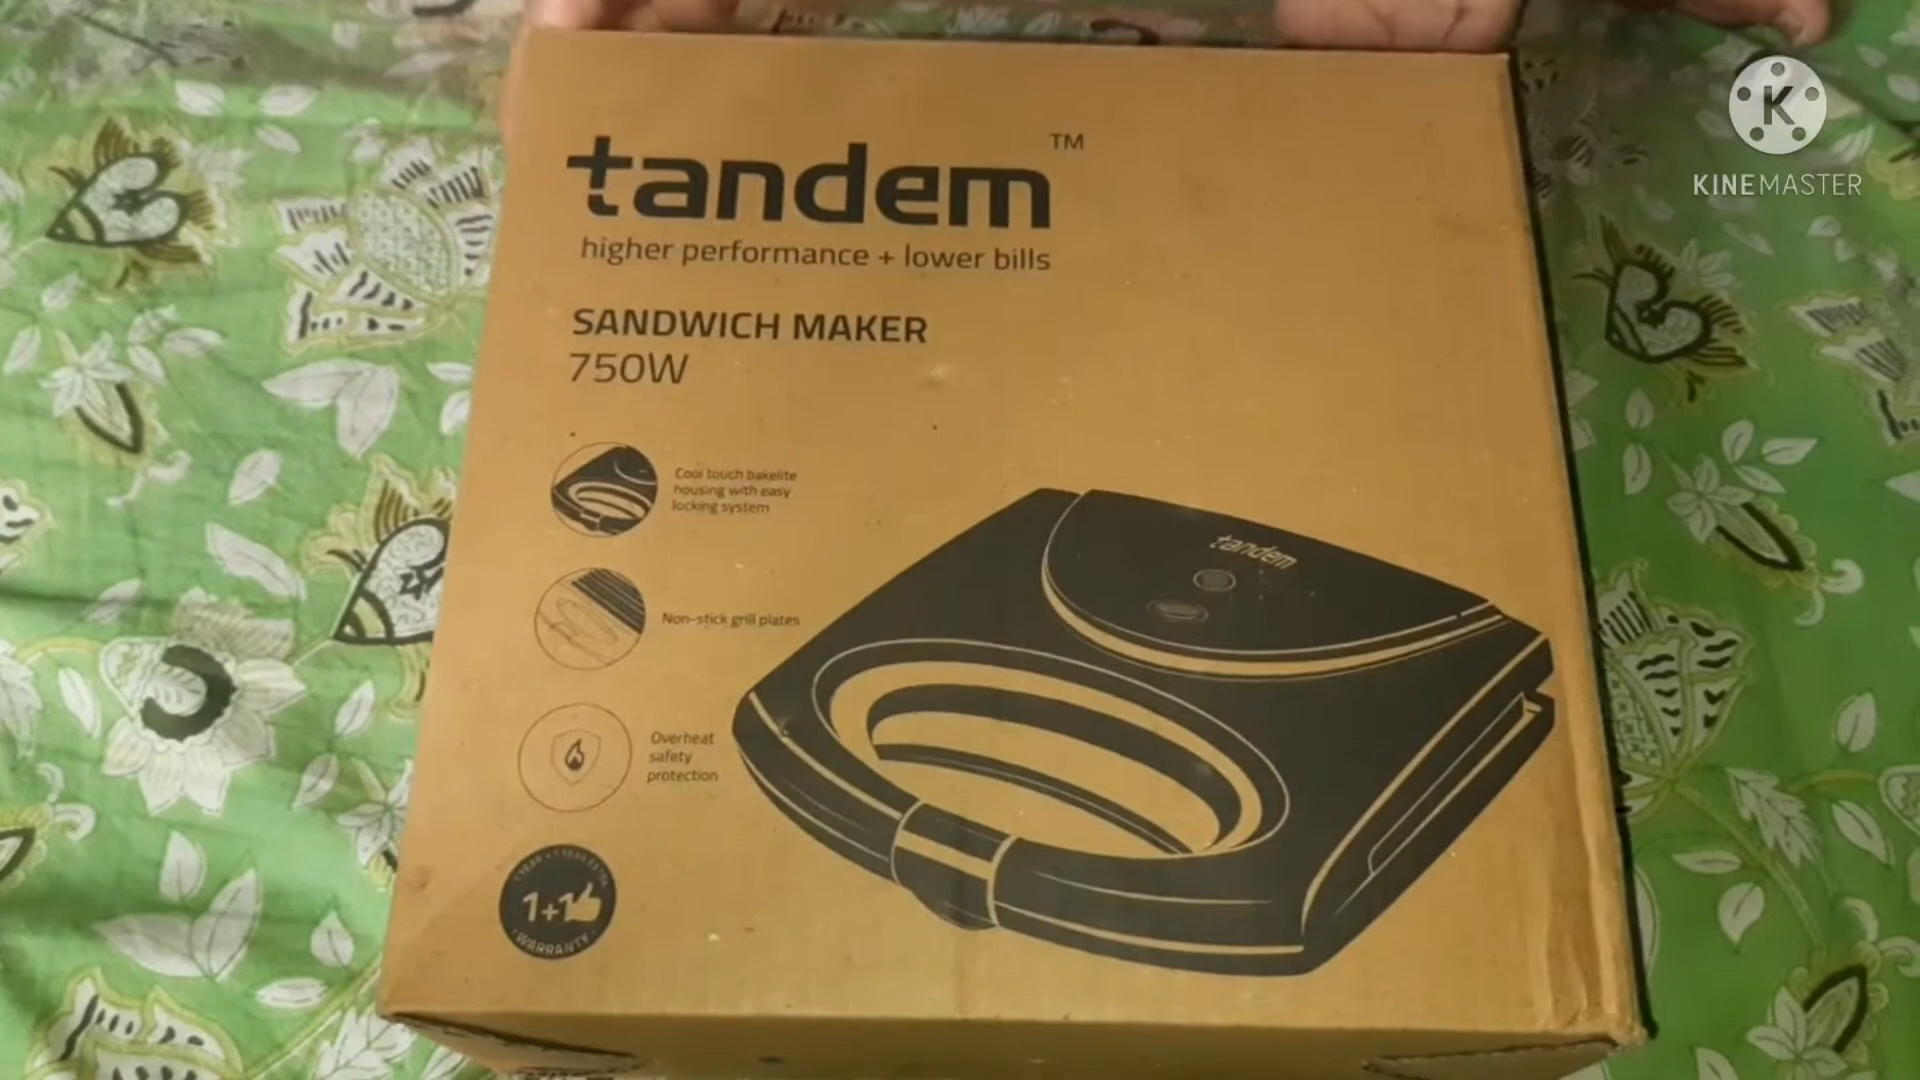 tandem™
higher performance + lower bills
SANDWICH MAKER
750W
Cool touch bakelite
housing with easy
locking system
Non-stick grill plates
Overheat
safety
protection
1+1
WARRANTY
tandem
K
KINEMASTER